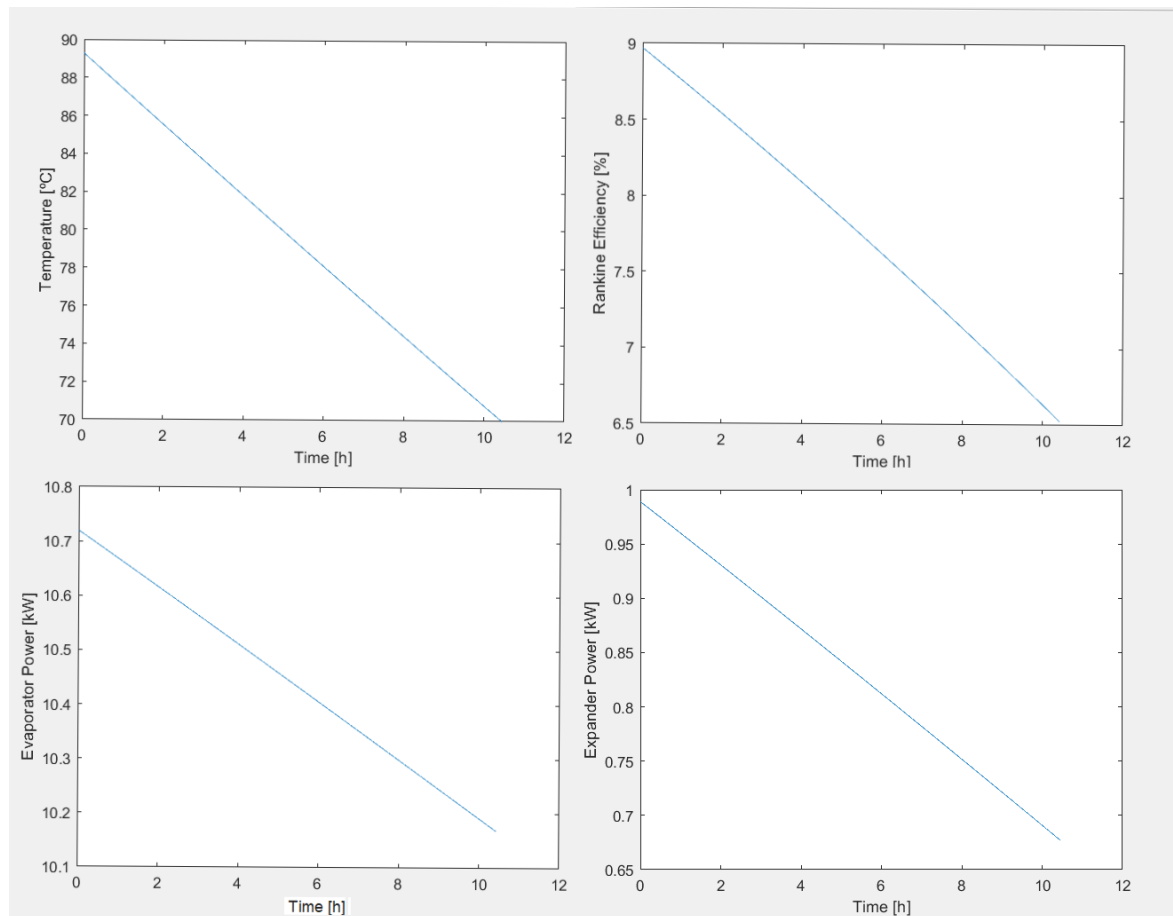 90
88
86
84
82
80
78
76
74
72
70
Temperature [ºC]
0 2 4 6 8 10 12
Time [h]
9
8.5
8
7.5
7
6.5
Rankine Efficiency [%]
0 2 4 6 8 10 12
Time [h]
10.8
10.7
10.6
10.5
10.4
10.3
10.2
10.1
Evaporator Power [kW]
0 2 4 6 8 10 12
Time [h]
1
0.95
0.9
0.85
0.8
0.75
0.7
0.65
Expander Power [kW]
0 2 4 6 8 10 12
Time [h]